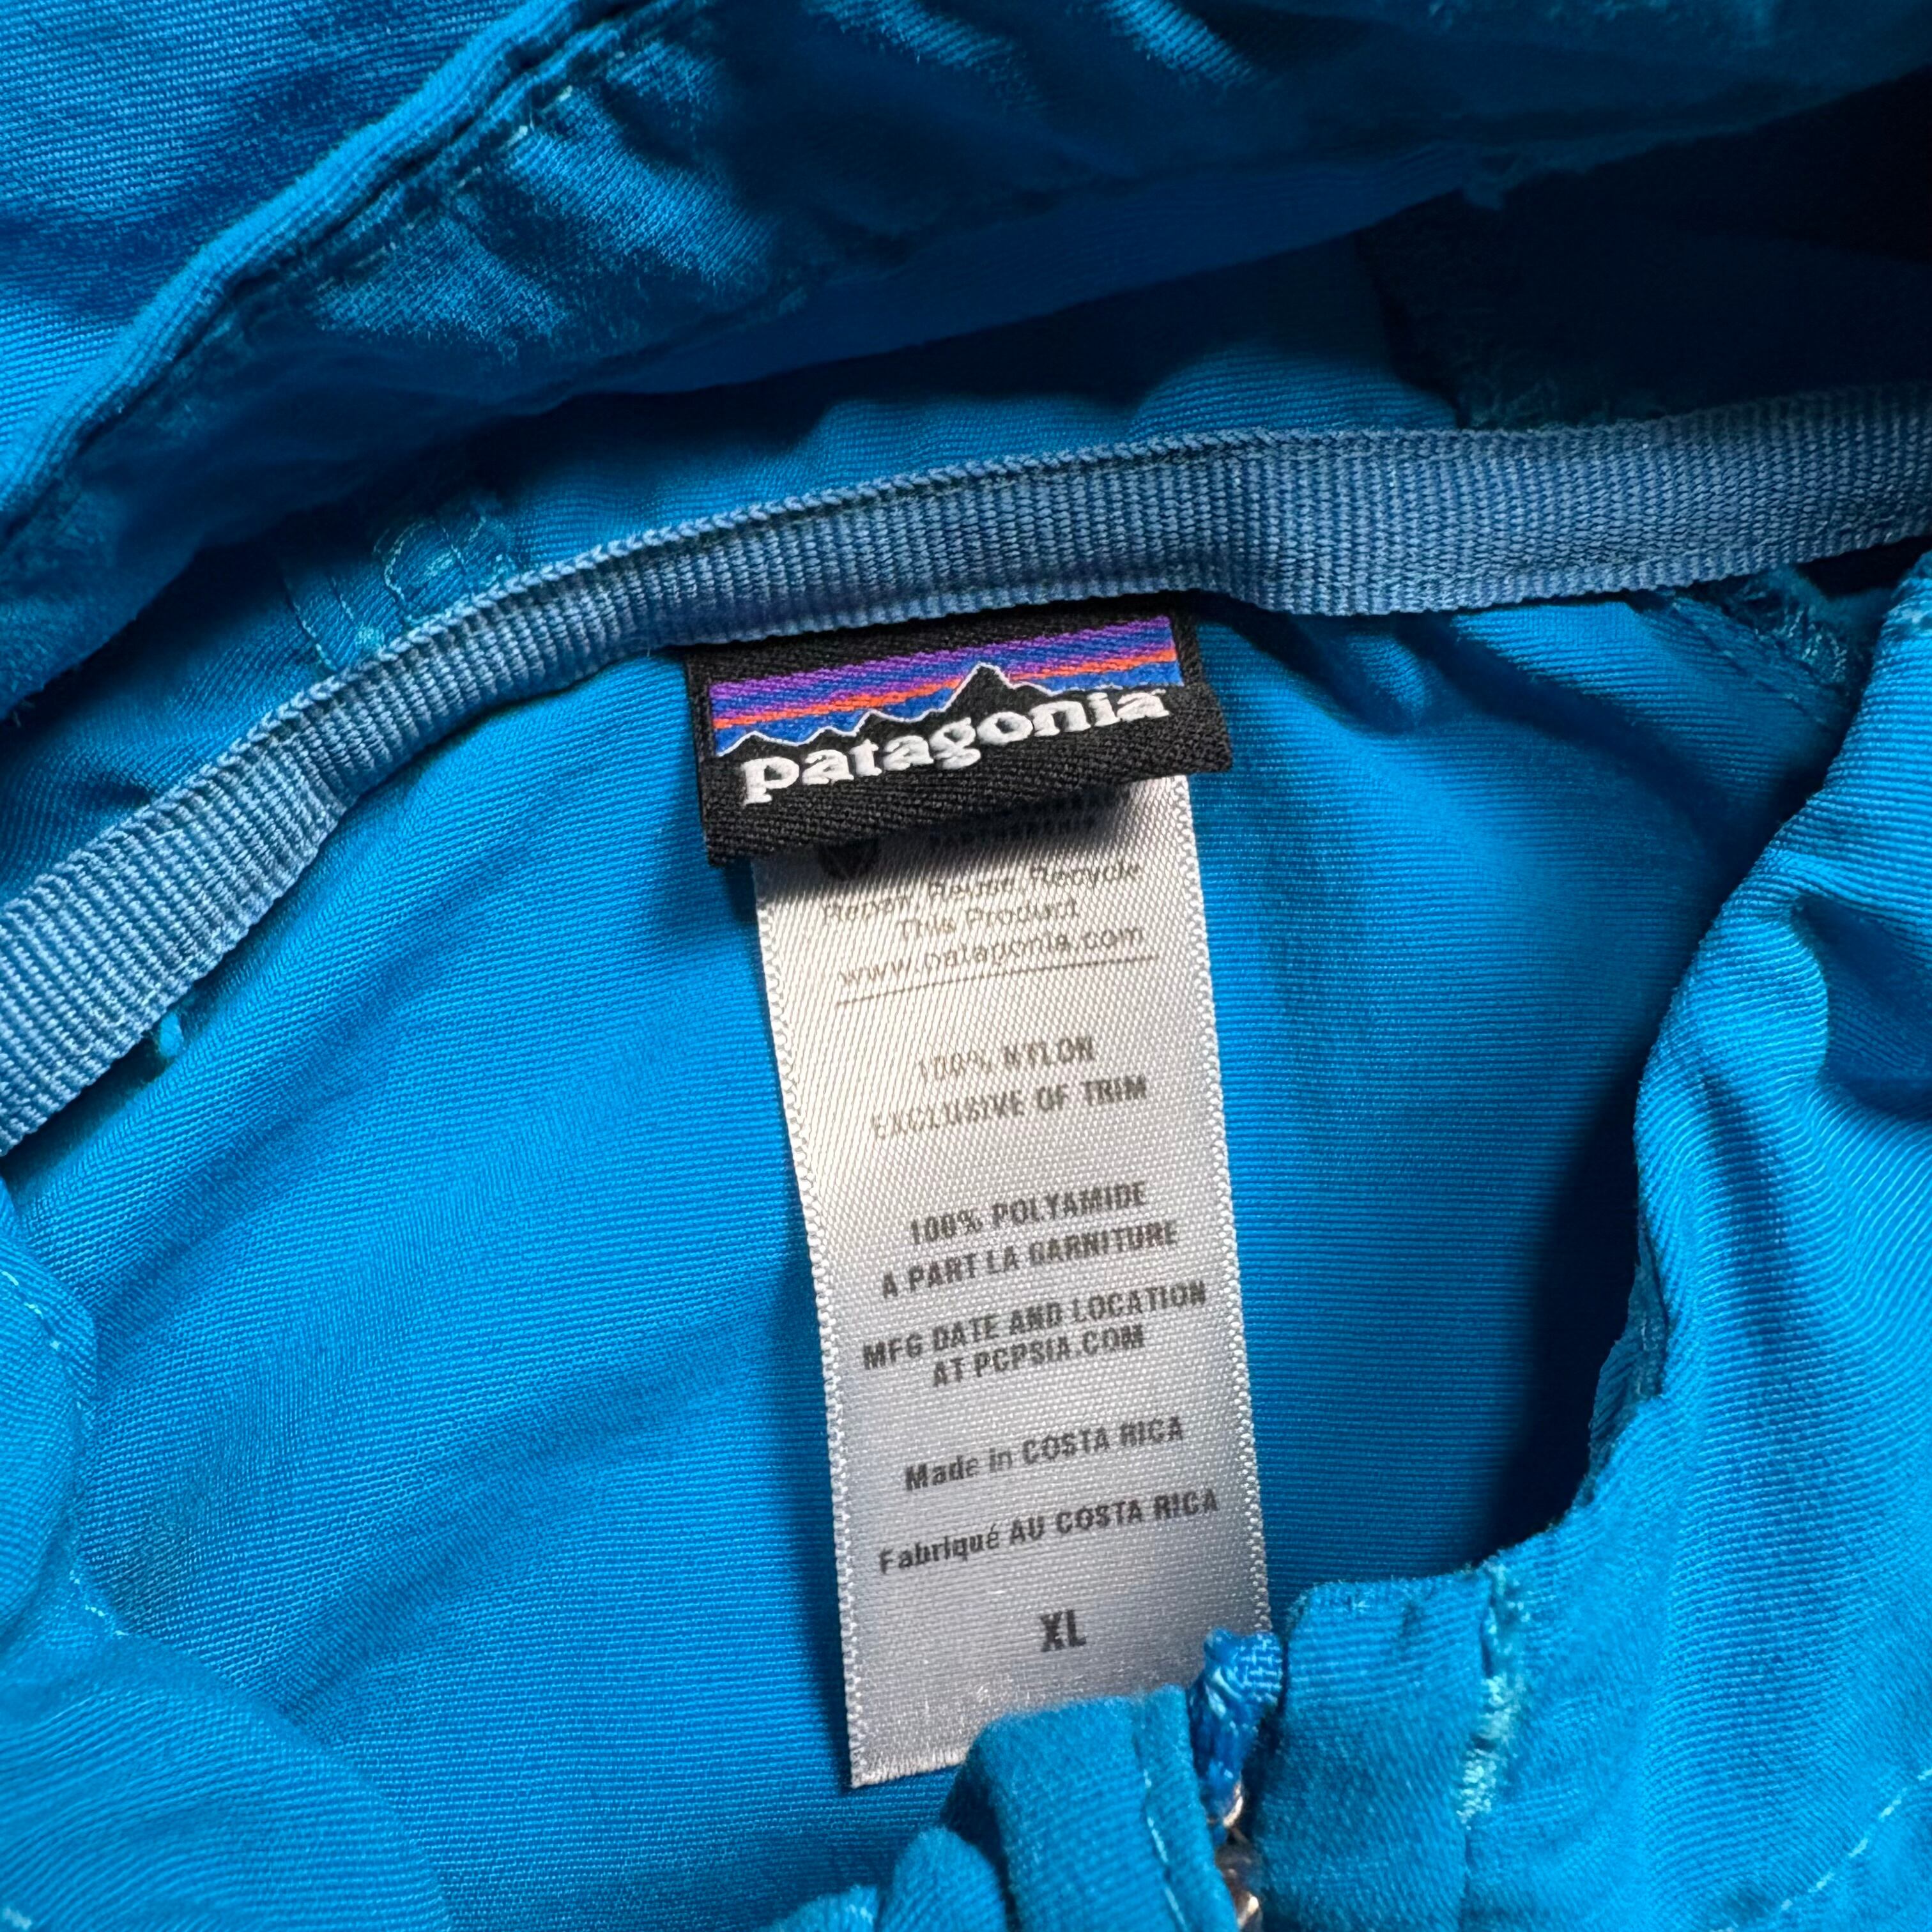 patagonia
Repair Reuse Recycle
This Product
www.patagonia.com
100% NYLON
EXCLUSIVE OF TRIM
100% POLYAMIDE
A PART LA GARNITURE
MFG DATE AND LOCATION
AT PCPSIA.COM
Made in COSTA RICA
Fabriqué AU COSTA RICA
XL